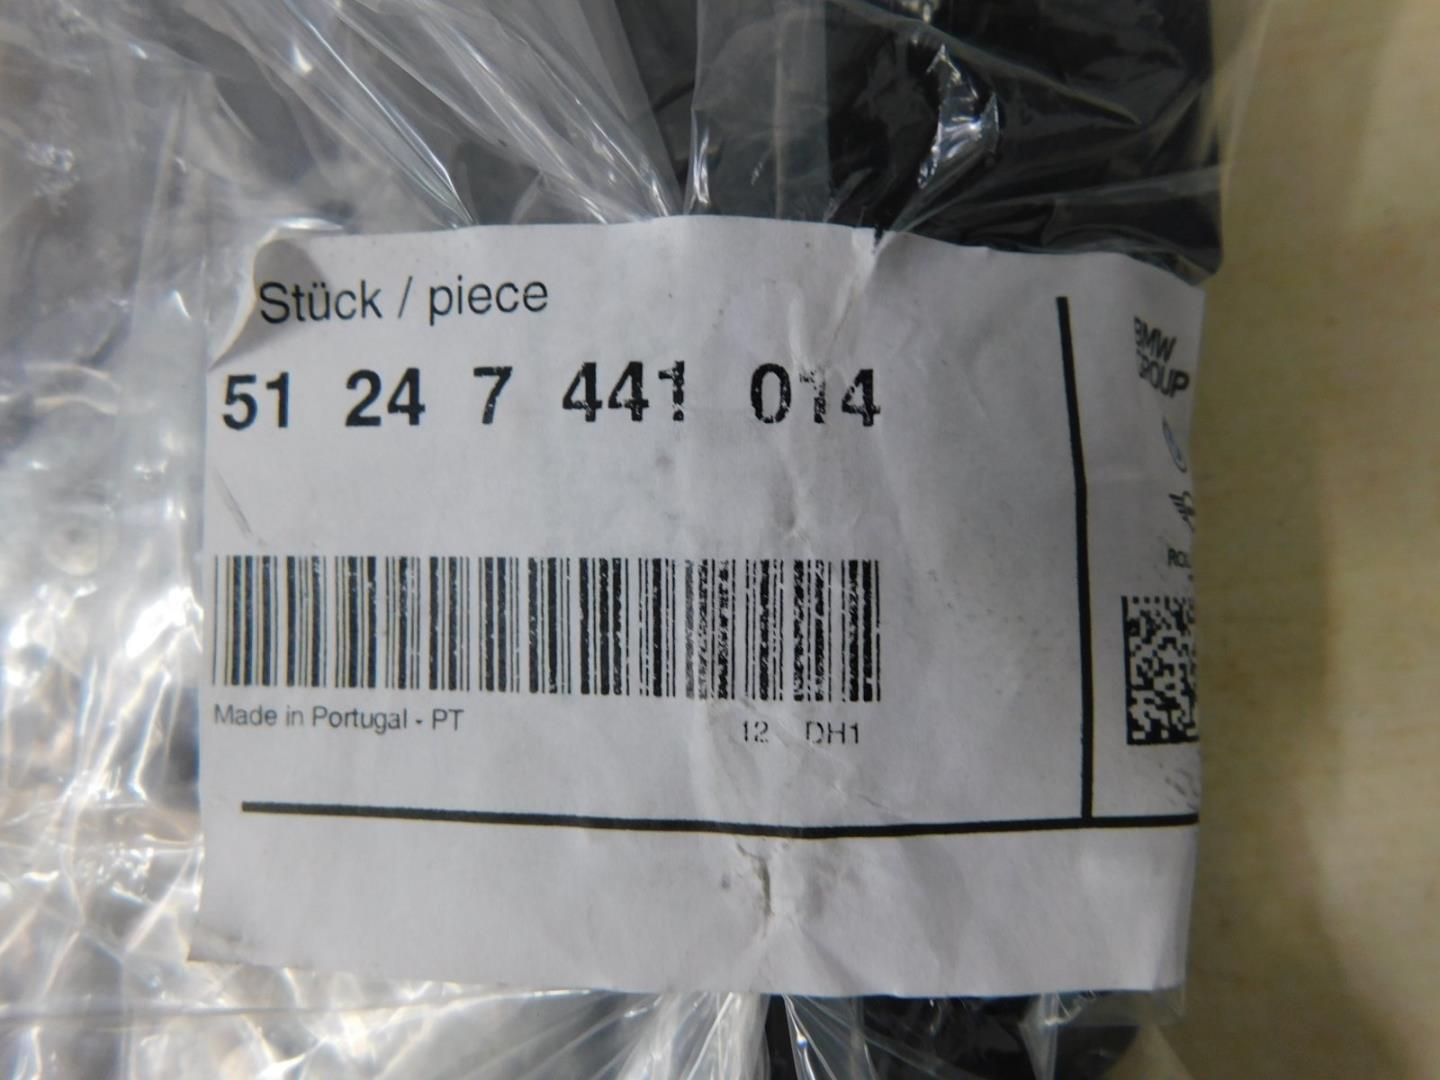 Stück / piece
51 24 7 441 014
Made in Portugal - PT
12 DH1
BMW
GROUP